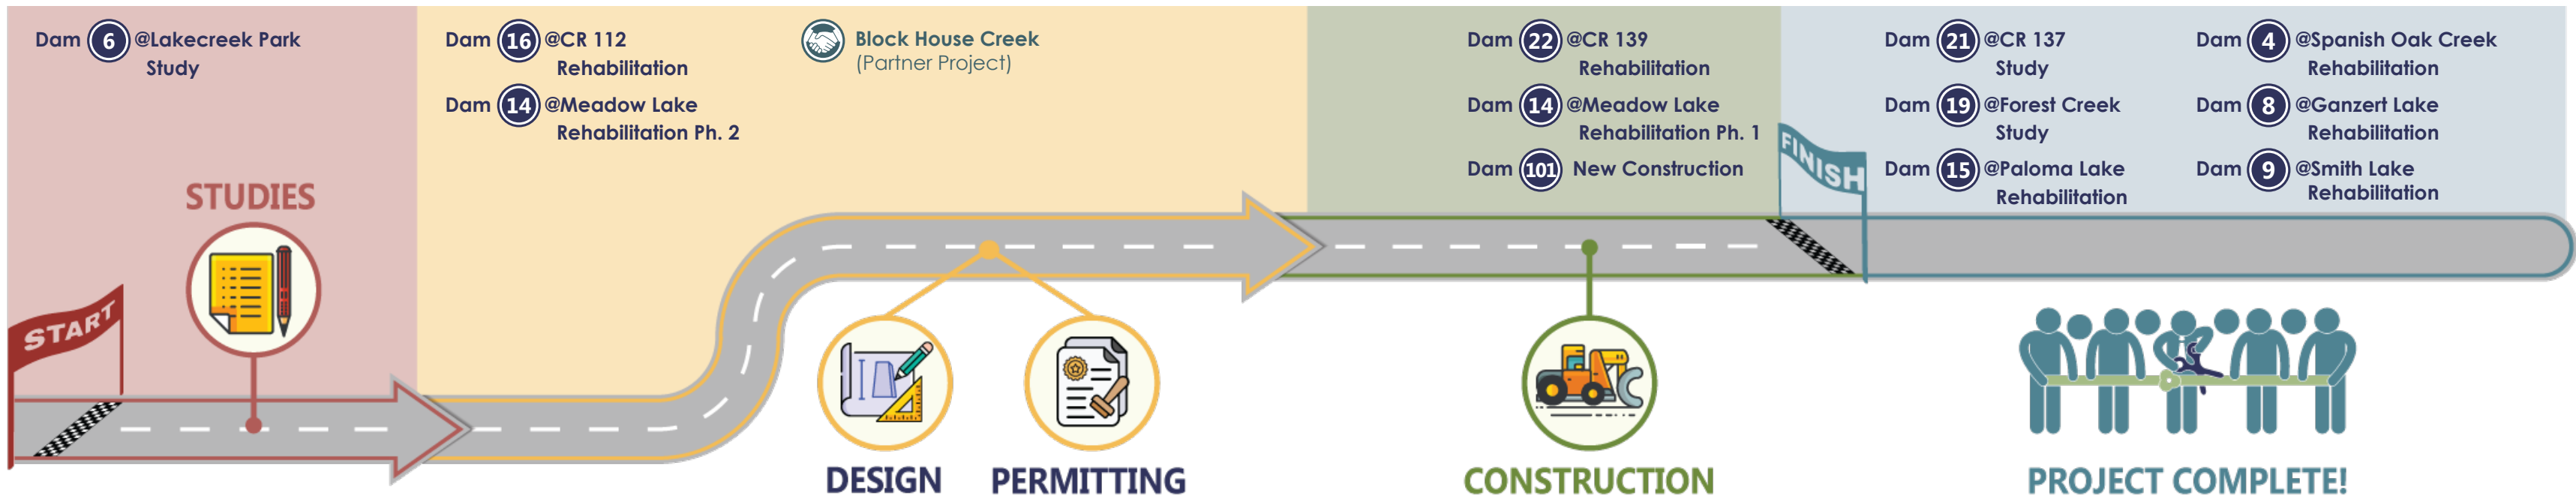 Dam 6 @Lakecreek Park
Study
STUDIES
START
Dam 16 @CR 112
Rehabilitation
Dam 14 @Meadow Lake
Rehabilitation Ph. 2
Block House Creek
(Partner Project)
DESIGN
PERMITTING
Dam 22 @CR 139
Rehabilitation
Dam 14 @Meadow Lake
Rehabilitation Ph. 1
Dam 101 New Construction
CONSTRUCTION
FINISH
Dam 21 @CR 137
Study
Dam 19 @Forest Creek
Study
Dam 15 @Paloma Lake
Rehabilitation
Dam 4 @Spanish Oak Creek
Rehabilitation
Dam 8 @Ganzert Lake
Rehabilitation
Dam 9 @Smith Lake
Rehabilitation
PROJECT COMPLETE!